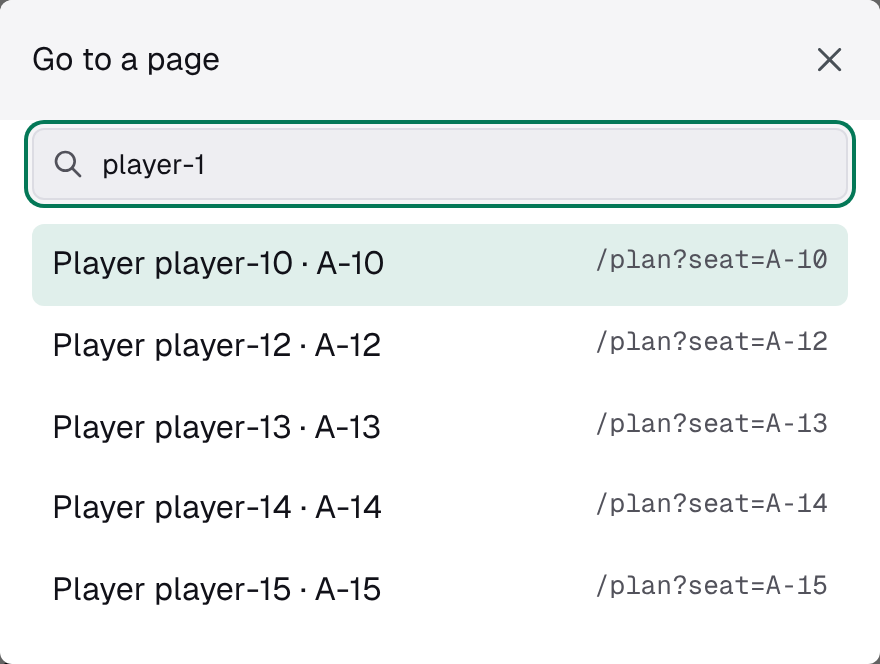 Go to a page
player-1
Player player-10 · A-10 /plan?seat=A-10
Player player-12 · A-12 /plan?seat=A-12
Player player-13 · A-13 /plan?seat=A-13
Player player-14 · A-14 /plan?seat=A-14
Player player-15 · A-15 /plan?seat=A-15